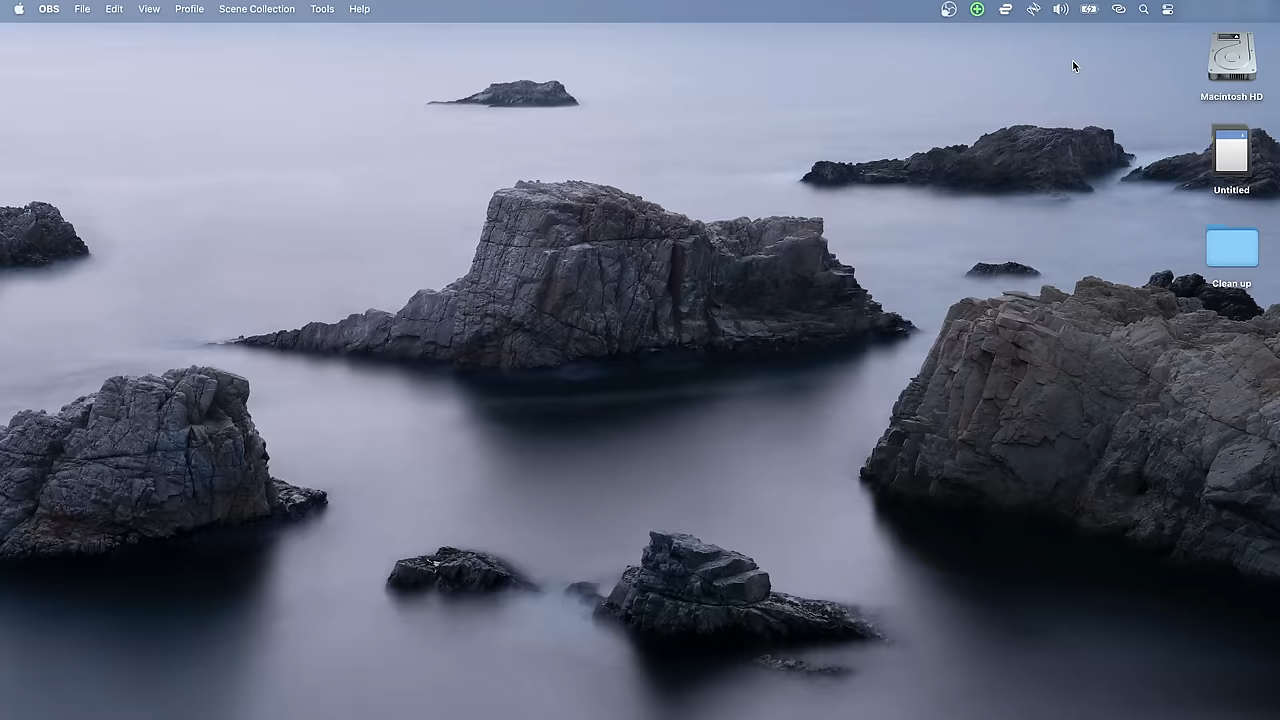 OBS File Edit View Profile Scene Collection Tools Help
Macintosh HD
Untitled
Clean up